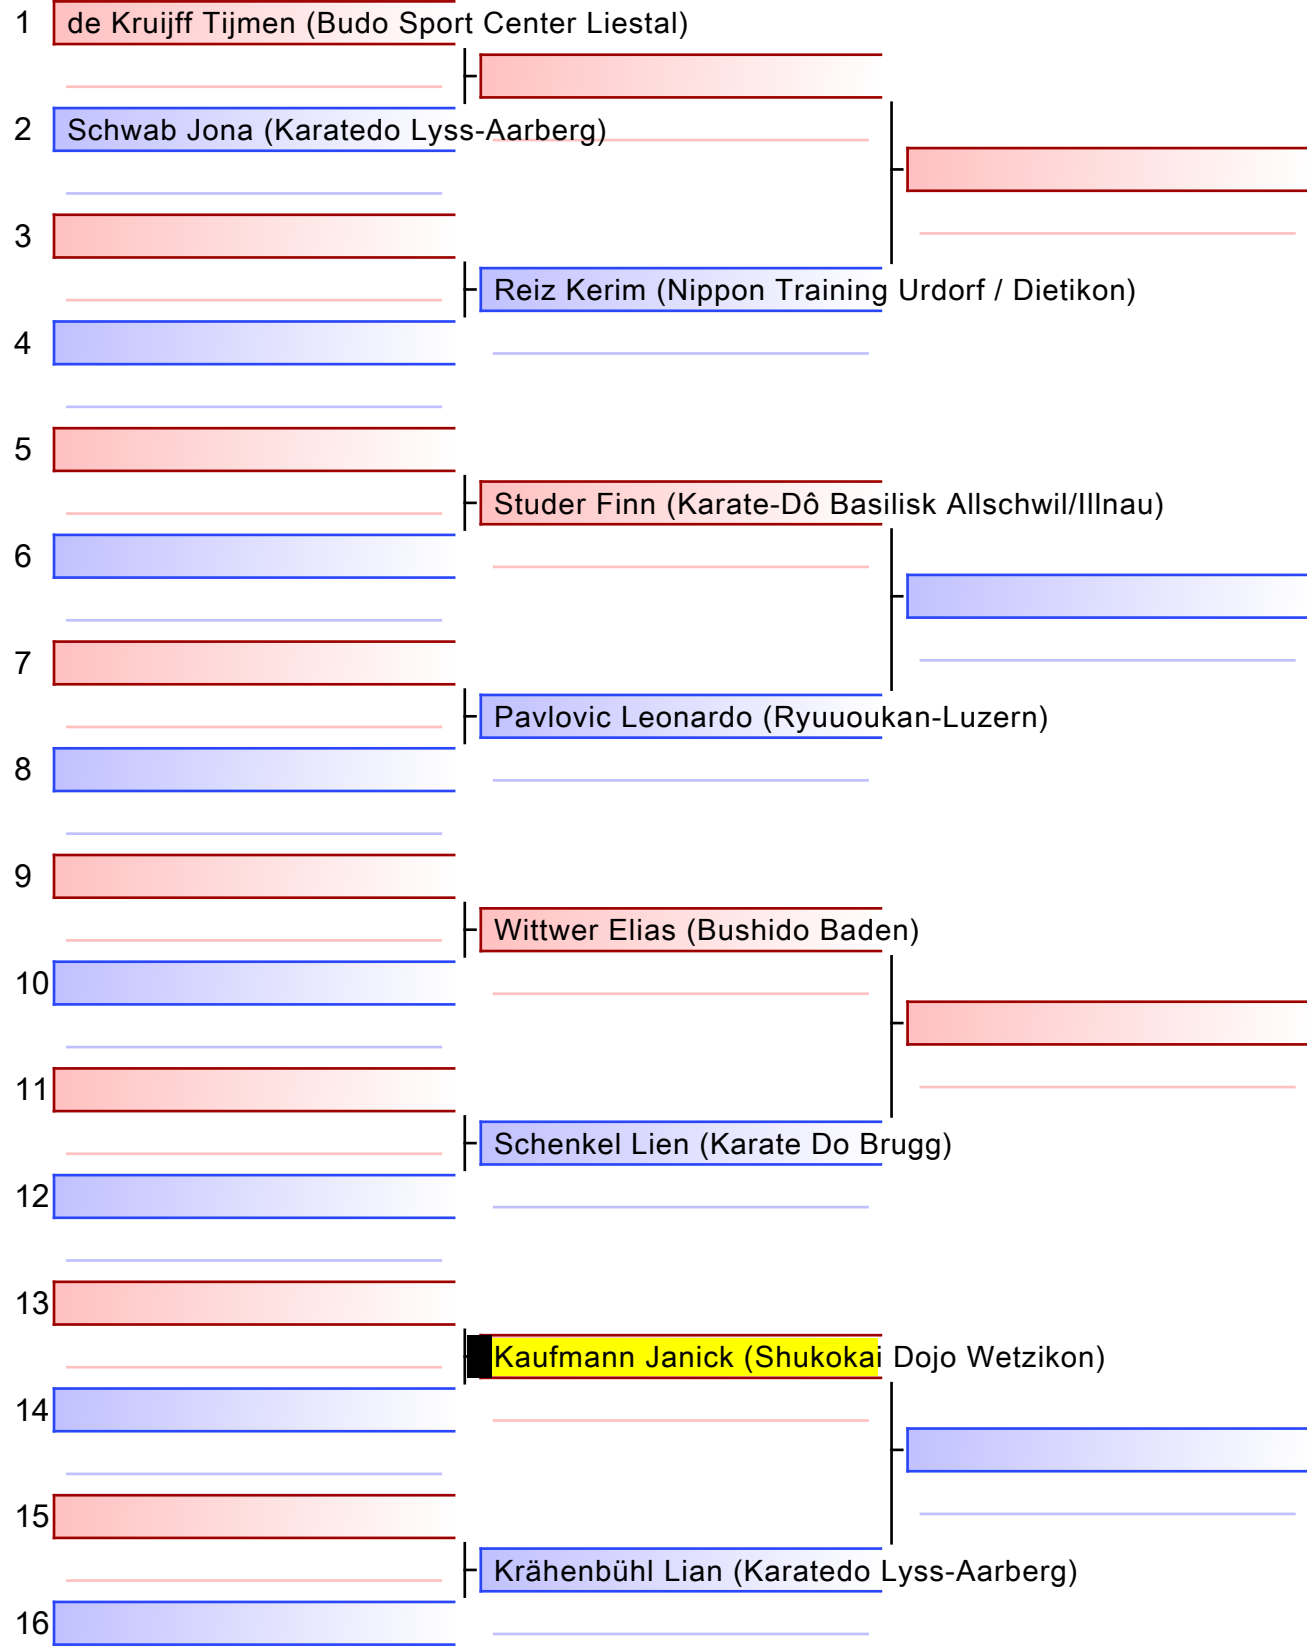 1 de Kruijff Tijmen (Budo Sport Center Liestal)
2 Schwab Jona (Karatedo Lyss-Aarberg)
3
Reiz Kerim (Nippon Training Urdorf / Dietikon)
4
5
Studer Finn (Karate-Dô Basilisk Allschwil/Illnau)
6
7
Pavlovic Leonardo (Ryuuoukan-Luzern)
8
9
Wittwer Elias (Bushido Baden)
10
11
Schenkel Lien (Karate Do Brugg)
12
13
Kaufmann Janick (Shukokai Dojo Wetzikon)
14
15
Krähenbühl Lian (Karatedo Lyss-Aarberg)
16